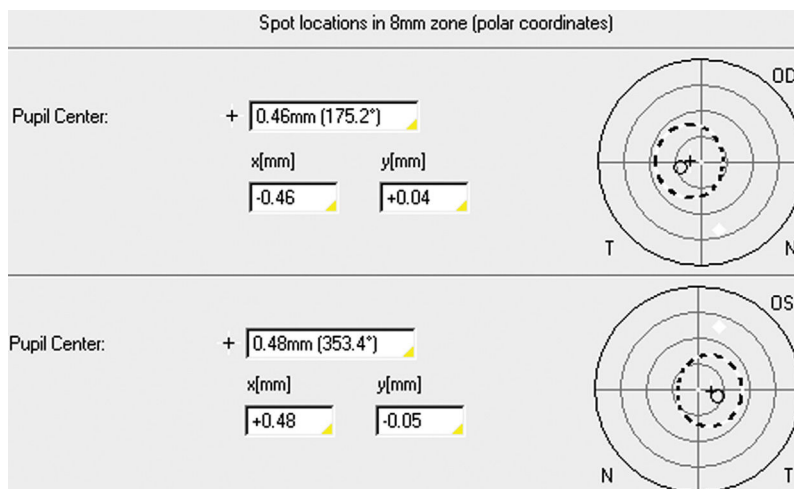 Spot locations in 8mm zone (polar coordinates)
OD
Pupil Center: + 0.46mm (175.2°)
x[mm] y[mm]
-0.46 +0.04
T N
OS
Pupil Center: + 0.48mm (353.4°)
x[mm] y[mm]
+0.48 -0.05
N T